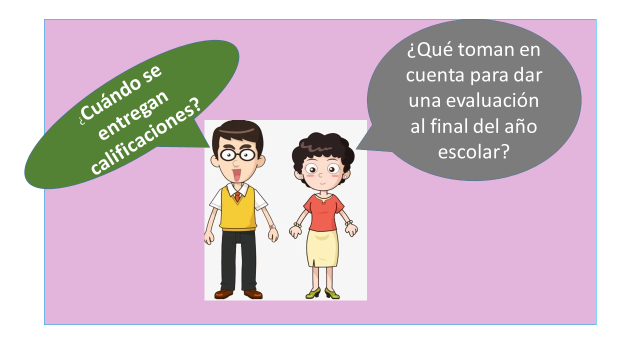 ¿Cuándo se
entregan
calificaciones?
¿Qué toman en
cuenta para dar
una evaluación
al final del año
escolar?